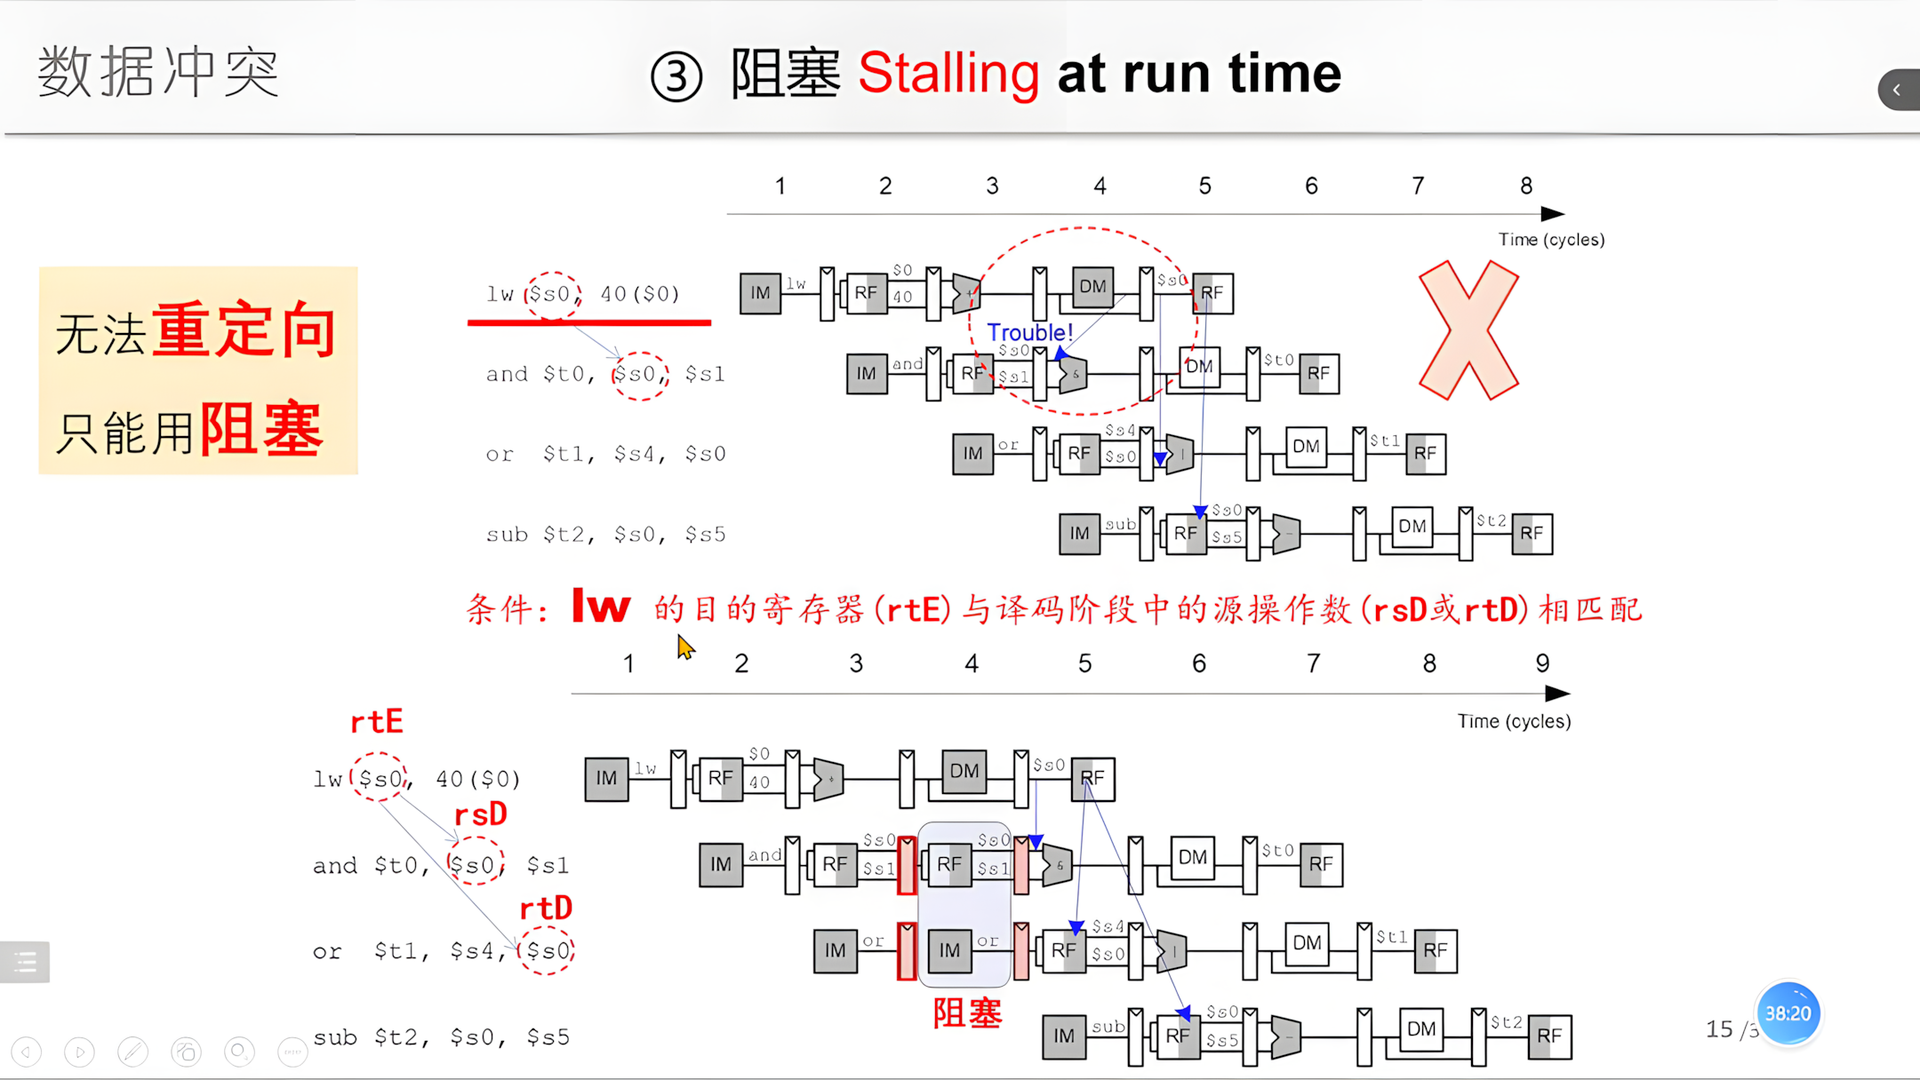 数据冲突
③ 阻塞 Stalling at run time
1 2 3 4 5 6 7 8
Time (cycles)
无法重定向
只能用阻塞
lw $s0, 40($0)
IM lw RF $0 40 + DM $s0 RF
Trouble!
and $t0, $s0, $s1
IM and RF $s0 $s1 & DM $t0 RF
or $t1, $s4, $s0
IM or RF $s4 $s0 | DM $t1 RF
sub $t2, $s0, $s5
IM sub RF $s0 $s5 - DM $t2 RF
条件：lw 的目的寄存器(rtE)与译码阶段中的源操作数(rsD或rtD)相匹配
1 2 3 4 5 6 7 8 9
Time (cycles)
rtE
lw $s0, 40($0)
IM lw RF $0 40 + DM $s0 RF
rsD
and $t0, $s0, $s1
IM and RF $s0 $s1 RF $s0 $s1 & DM $t0 RF
rtD
or $t1, $s4, $s0
IM or IM or RF $s4 $s0 | DM $t1 RF
阻塞
sub $t2, $s0, $s5
IM sub RF $s0 $s5 - DM $t2 RF
15 /3
38:20